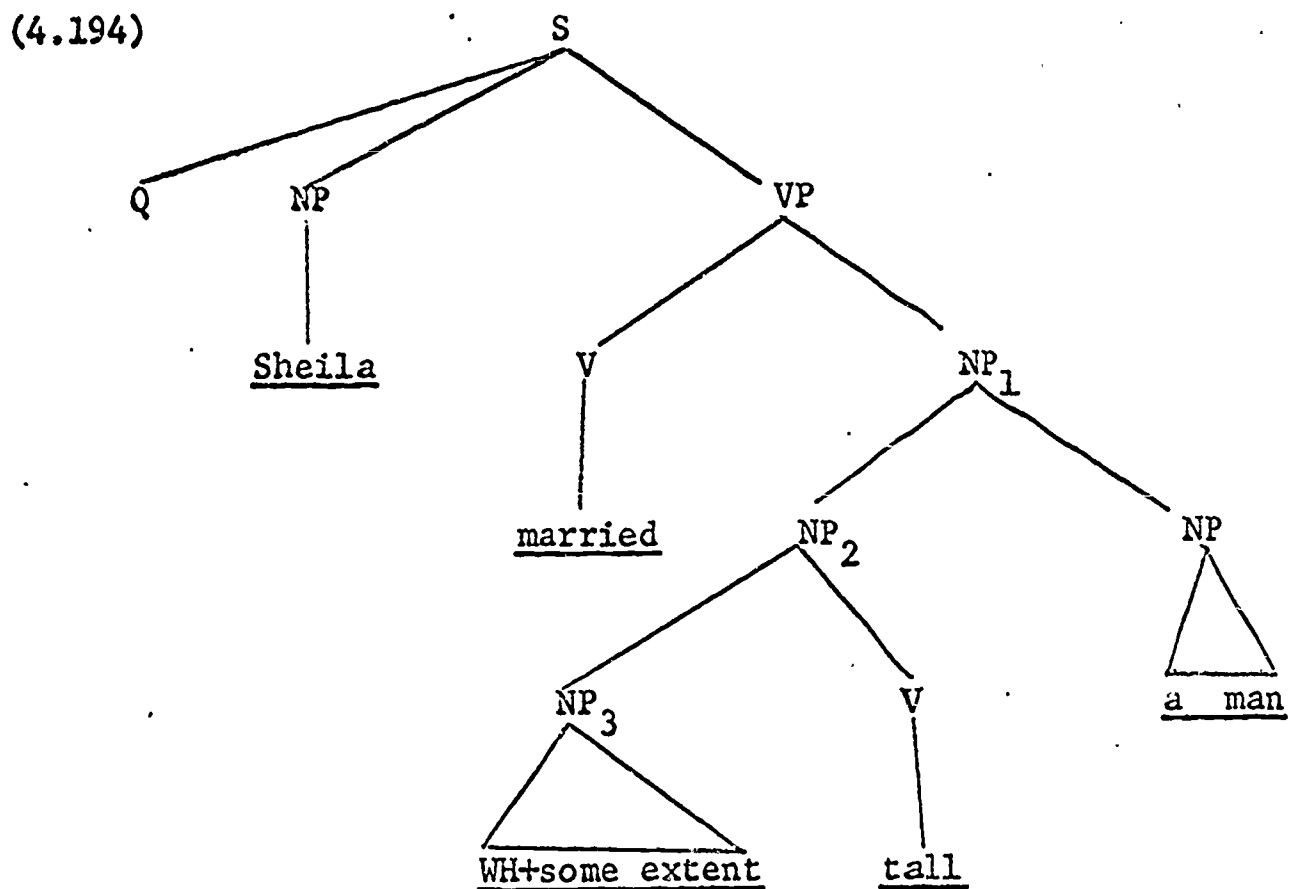 (4.194)
S
Q NP VP
Sheila V NP1
married NP2 NP
NP3 V a man
WH+some extent tall